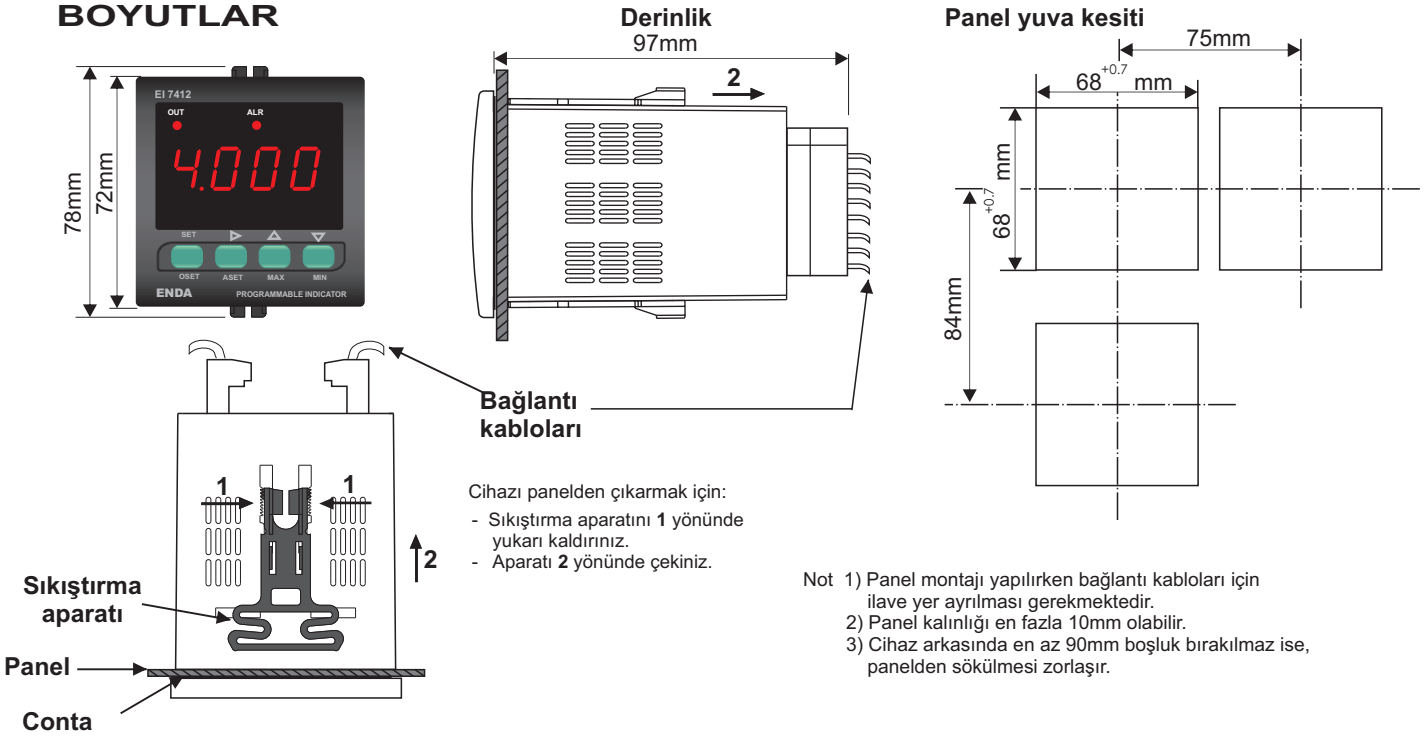 BOYUTLAR
78mm
72mm
EI 7412
OUT ALR
4.000
SET
OSET ASET MAX MIN
ENDA PROGRAMMABLE INDICATOR
Derinlik
97mm
2
Panel yuva kesiti
75mm
68+0.7 mm
68+0.7 mm
84mm
Bağlantı
kabloları
1 1
2
Sıkıştırma
aparatı
Panel
Conta
Cihazı panelden çıkarmak için:
- Sıkıştırma aparatını 1 yönünde
yukarı kaldırınız.
- Aparatı 2 yönünde çekiniz.
Not 1) Panel montajı yapılırken bağlantı kabloları için
ilave yer ayrılması gerekmektedir.
2) Panel kalınlığı en fazla 10mm olabilir.
3) Cihaz arkasında en az 90mm boşluk bırakılmaz ise,
panelden sökülmesi zorlaşır.